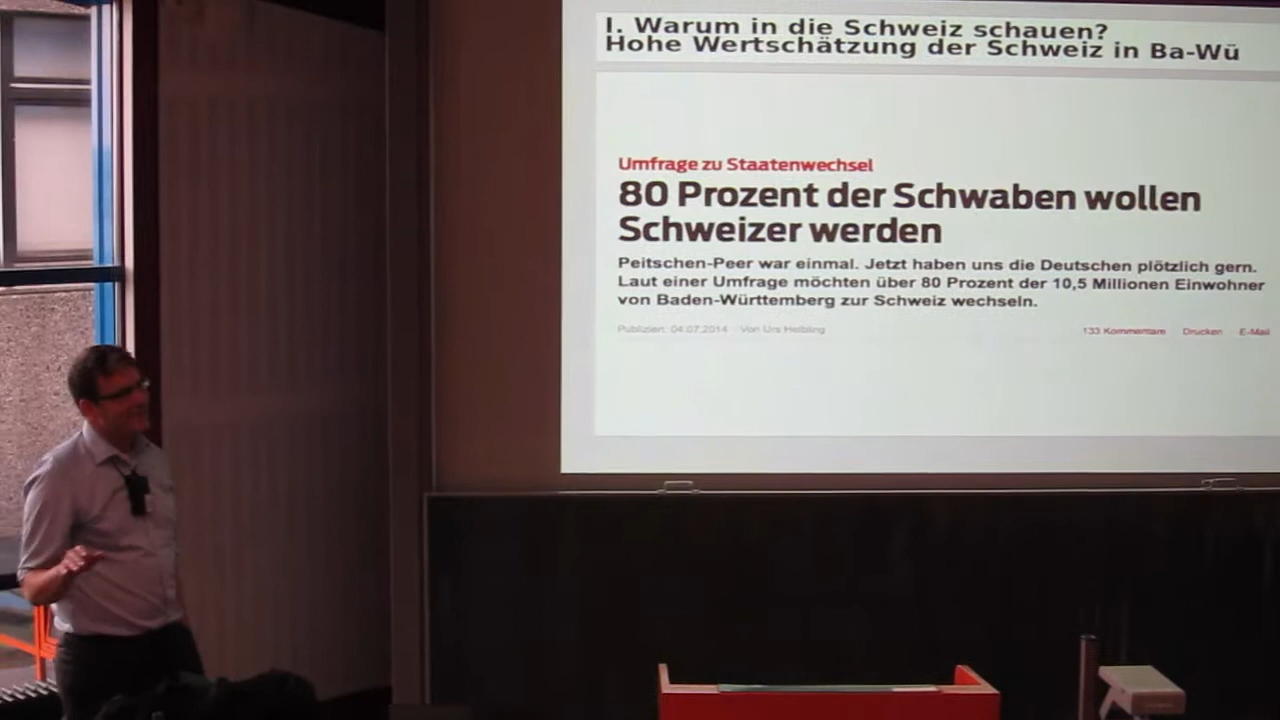 I. Warum in die Schweiz schauen?
Hohe Wertschätzung der Schweiz in Ba-Wü
Umfrage zu Staatenwechsel
80 Prozent der Schwaben wollen
Schweizer werden
Peitschen-Peer war einmal. Jetzt haben uns die Deutschen plötzlich gern.
Laut einer Umfrage möchten über 80 Prozent der 10,5 Millionen Einwohner
von Baden-Württemberg zur Schweiz wechseln.
Publiziert: 04.07.2014 Von Urs Helbling 133 Kommentare Drucken E-Mail